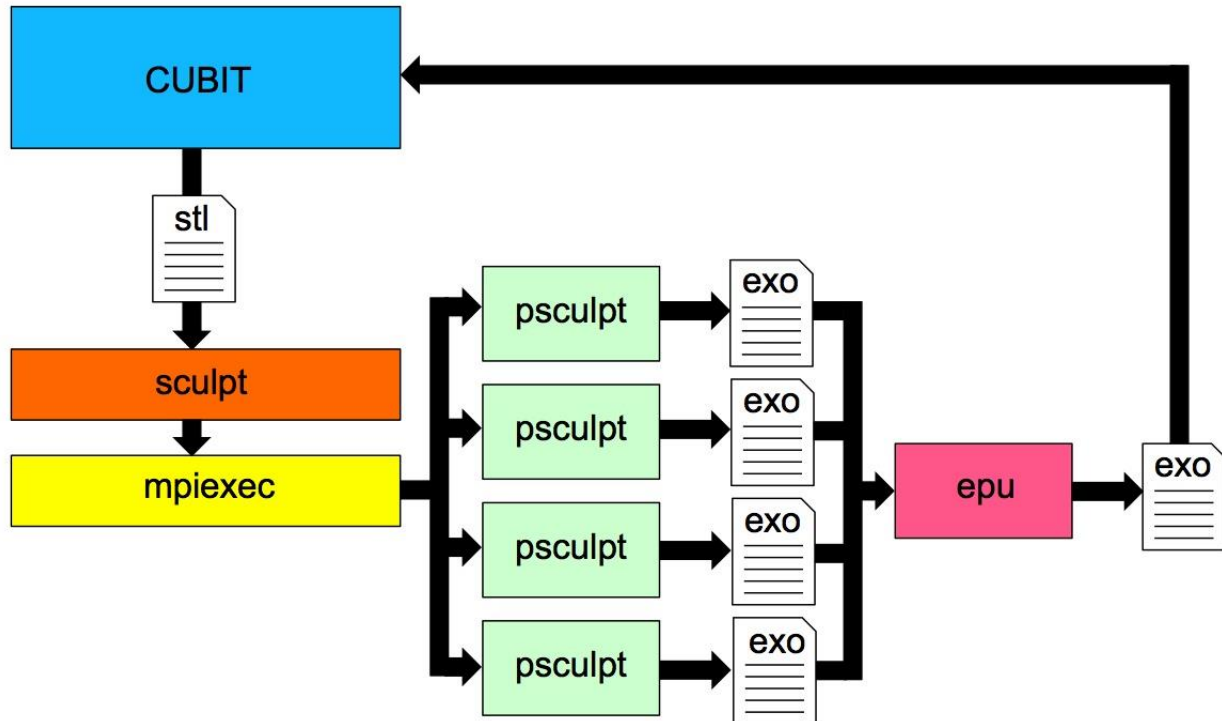 CUBIT
stl
sculpt
mpiexec
psculpt
exo
psculpt
exo
psculpt
exo
psculpt
exo
epu
exo